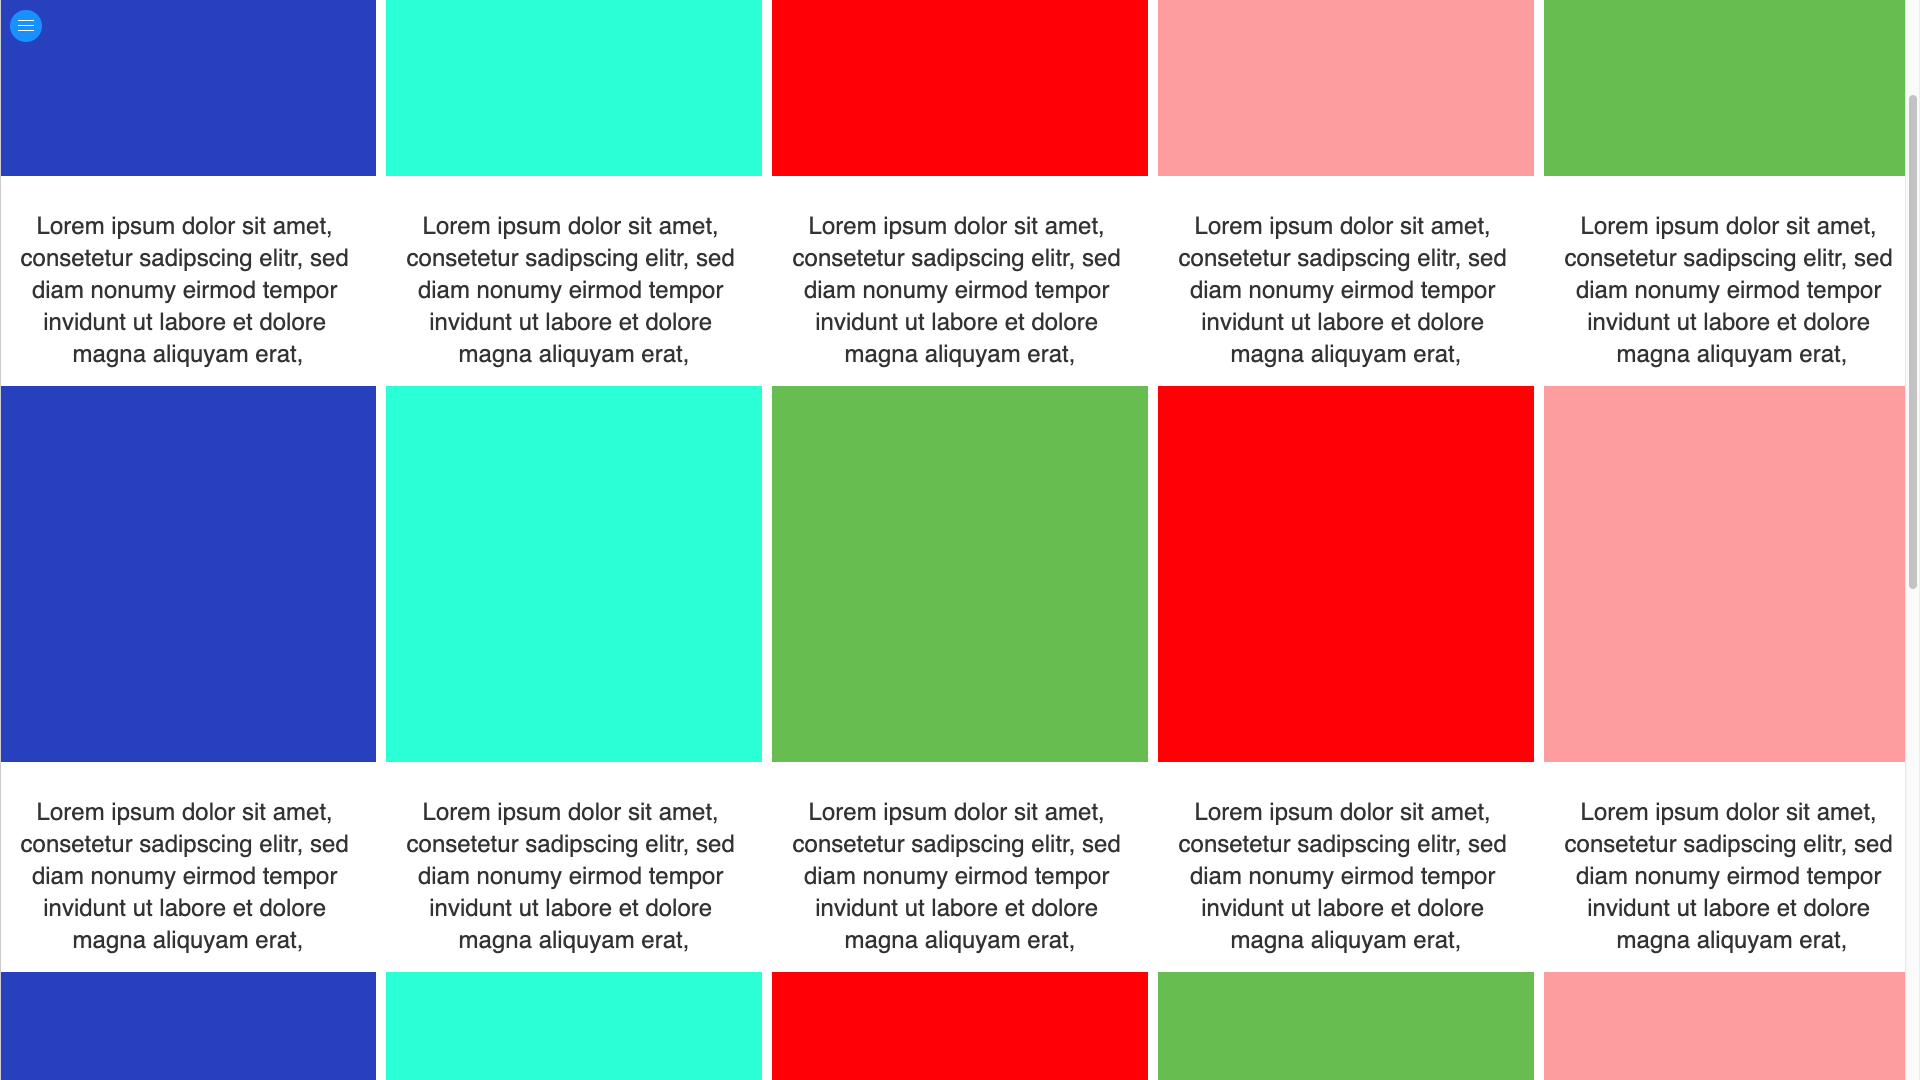 Lorem ipsum dolor sit amet,
consetetur sadipscing elitr, sed
diam nonumy eirmod tempor
invidunt ut labore et dolore
magna aliquyam erat,
Lorem ipsum dolor sit amet,
consetetur sadipscing elitr, sed
diam nonumy eirmod tempor
invidunt ut labore et dolore
magna aliquyam erat,
Lorem ipsum dolor sit amet,
consetetur sadipscing elitr, sed
diam nonumy eirmod tempor
invidunt ut labore et dolore
magna aliquyam erat,
Lorem ipsum dolor sit amet,
consetetur sadipscing elitr, sed
diam nonumy eirmod tempor
invidunt ut labore et dolore
magna aliquyam erat,
Lorem ipsum dolor sit amet,
consetetur sadipscing elitr, sed
diam nonumy eirmod tempor
invidunt ut labore et dolore
magna aliquyam erat,
Lorem ipsum dolor sit amet,
consetetur sadipscing elitr, sed
diam nonumy eirmod tempor
invidunt ut labore et dolore
magna aliquyam erat,
Lorem ipsum dolor sit amet,
consetetur sadipscing elitr, sed
diam nonumy eirmod tempor
invidunt ut labore et dolore
magna aliquyam erat,
Lorem ipsum dolor sit amet,
consetetur sadipscing elitr, sed
diam nonumy eirmod tempor
invidunt ut labore et dolore
magna aliquyam erat,
Lorem ipsum dolor sit amet,
consetetur sadipscing elitr, sed
diam nonumy eirmod tempor
invidunt ut labore et dolore
magna aliquyam erat,
Lorem ipsum dolor sit amet,
consetetur sadipscing elitr, sed
diam nonumy eirmod tempor
invidunt ut labore et dolore
magna aliquyam erat,